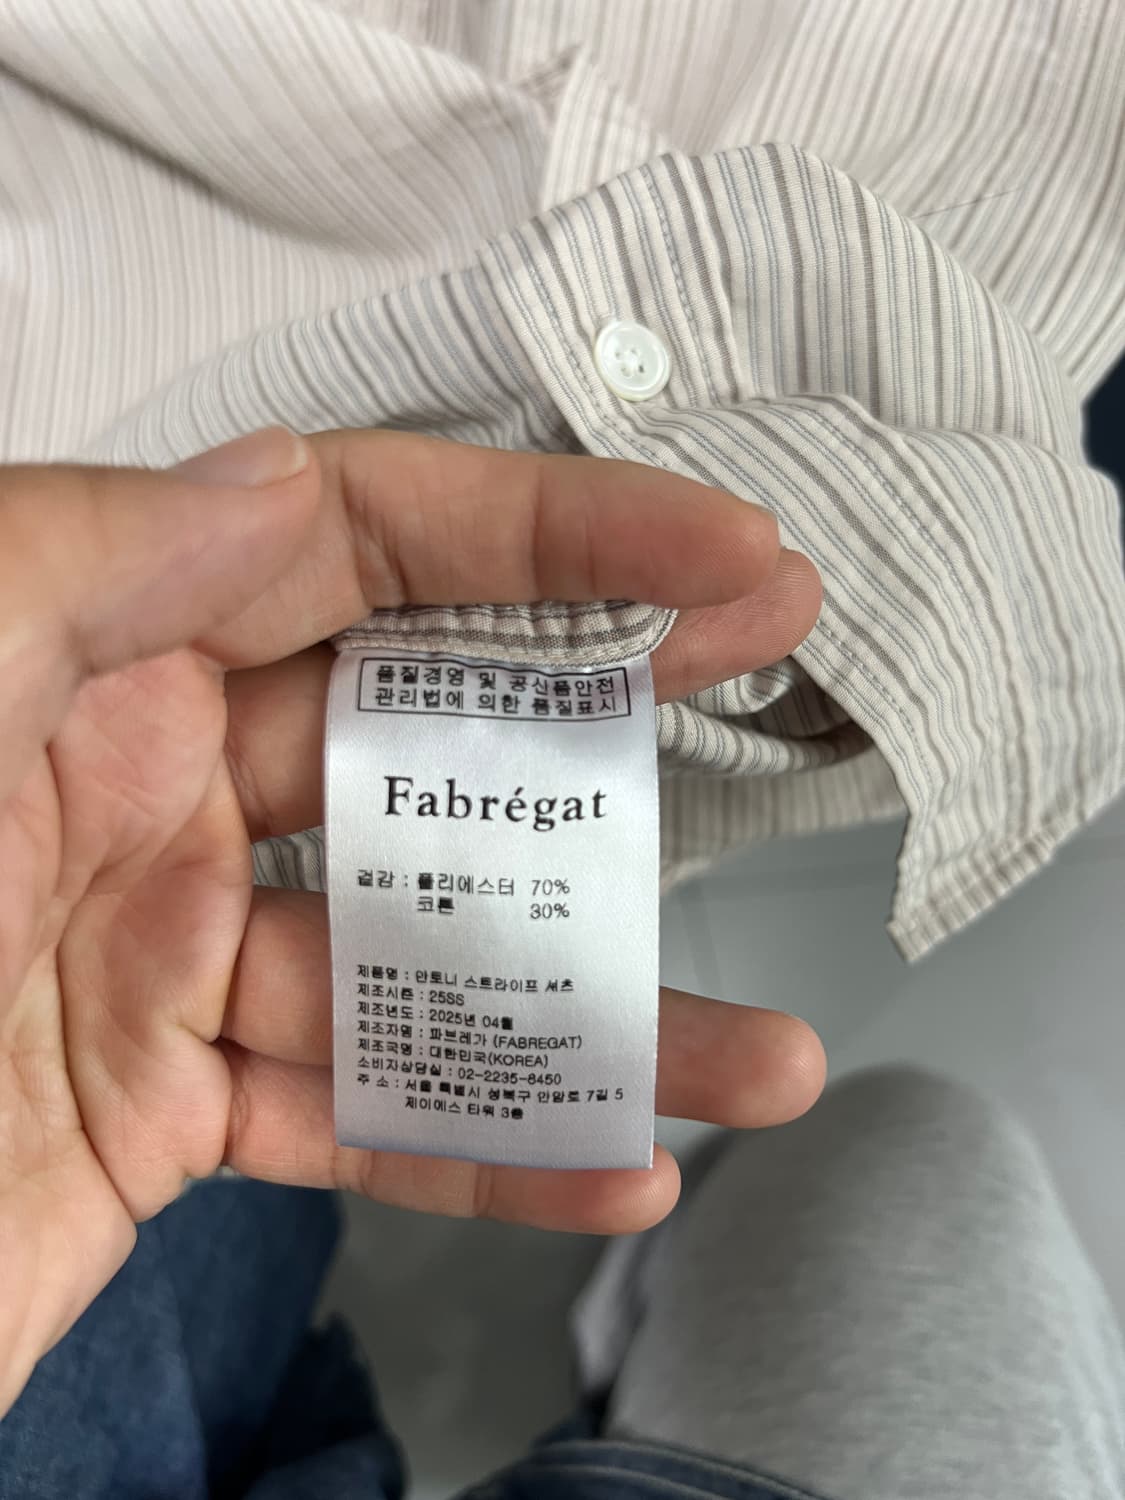 품질경영 및 공산품안전
관리법에 의한 품질표시
Fabrégat
겉감 : 폴리에스터 70%
코튼 30%
제품명 : 안토니 스트라이프 셔츠
제조시즌 : 25SS
제조년도 : 2025년 04월
제조자명 : 파브레가 (FABREGAT)
제조국명 : 대한민국(KOREA)
소비자상담실 : 02-2235-8450
주 소 : 서울 특별시 성북구 안암로 7길 5
제이에스 타워 3층